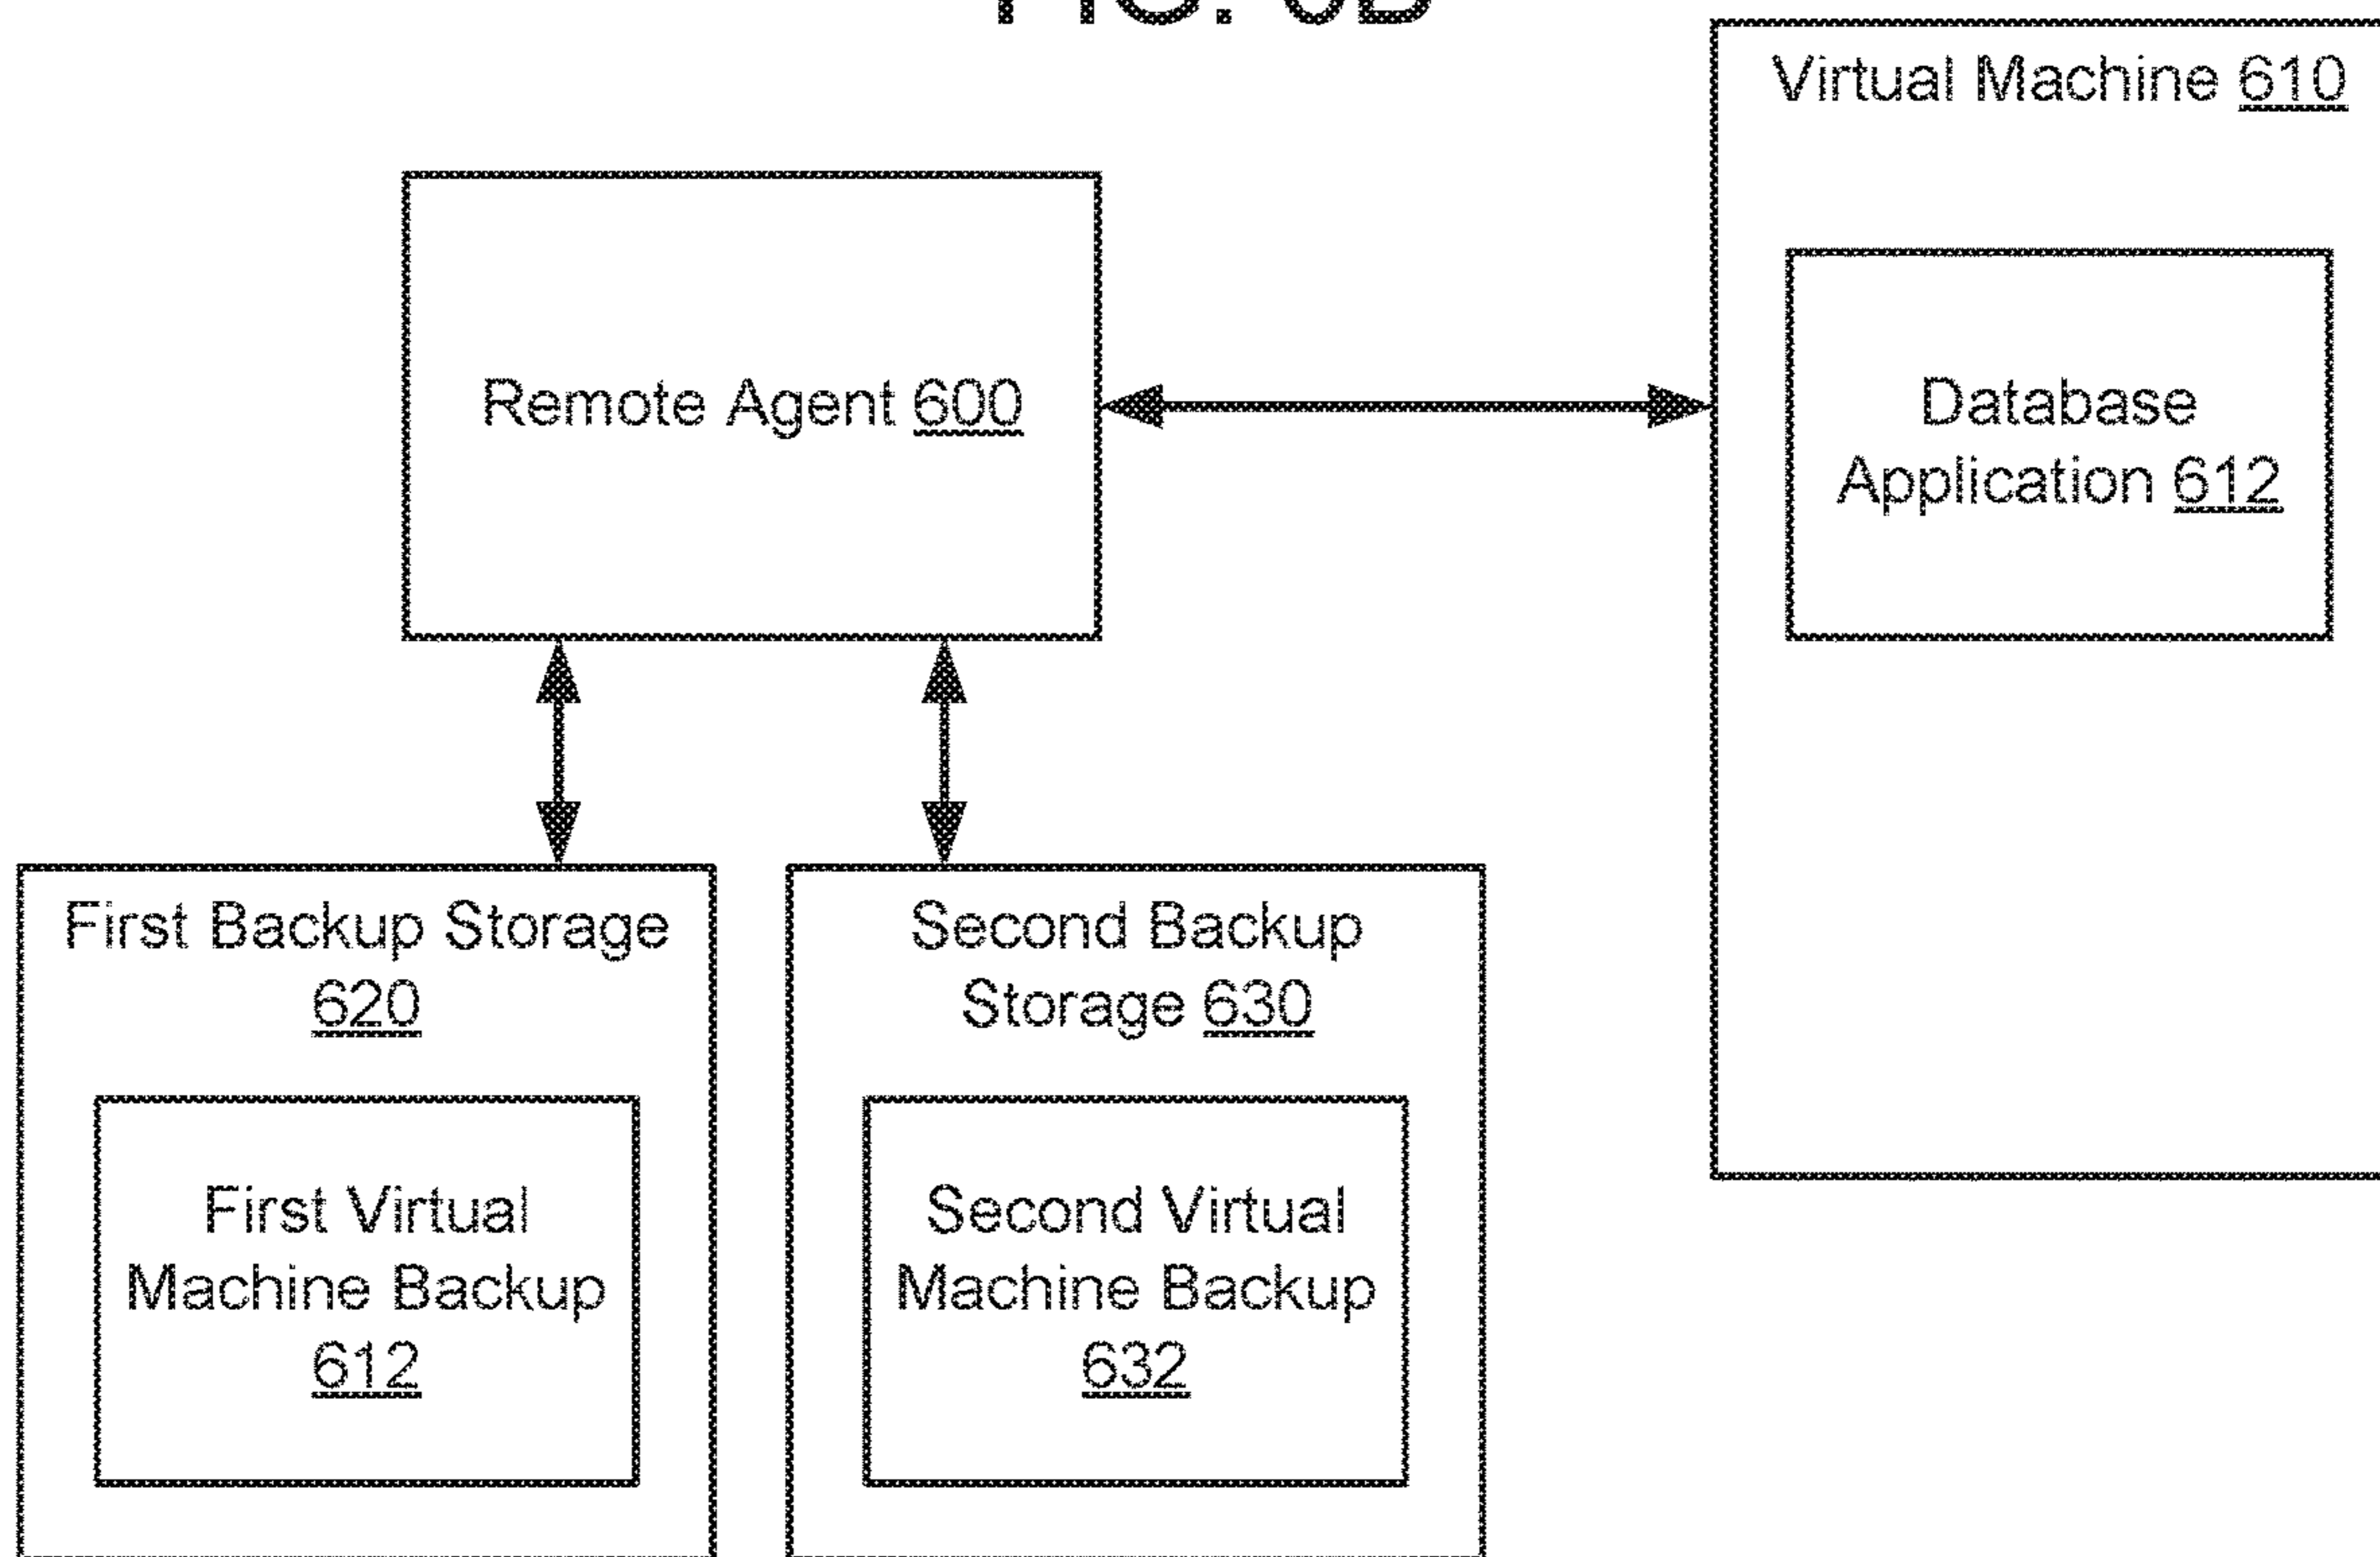 Virtual Machine 610
Remote Agent 600
Database
Application 612
First Backup Storage
620
Second Backup
Storage 630
First Virtual
Machine Backup
612
Second Virtual
Machine Backup
632